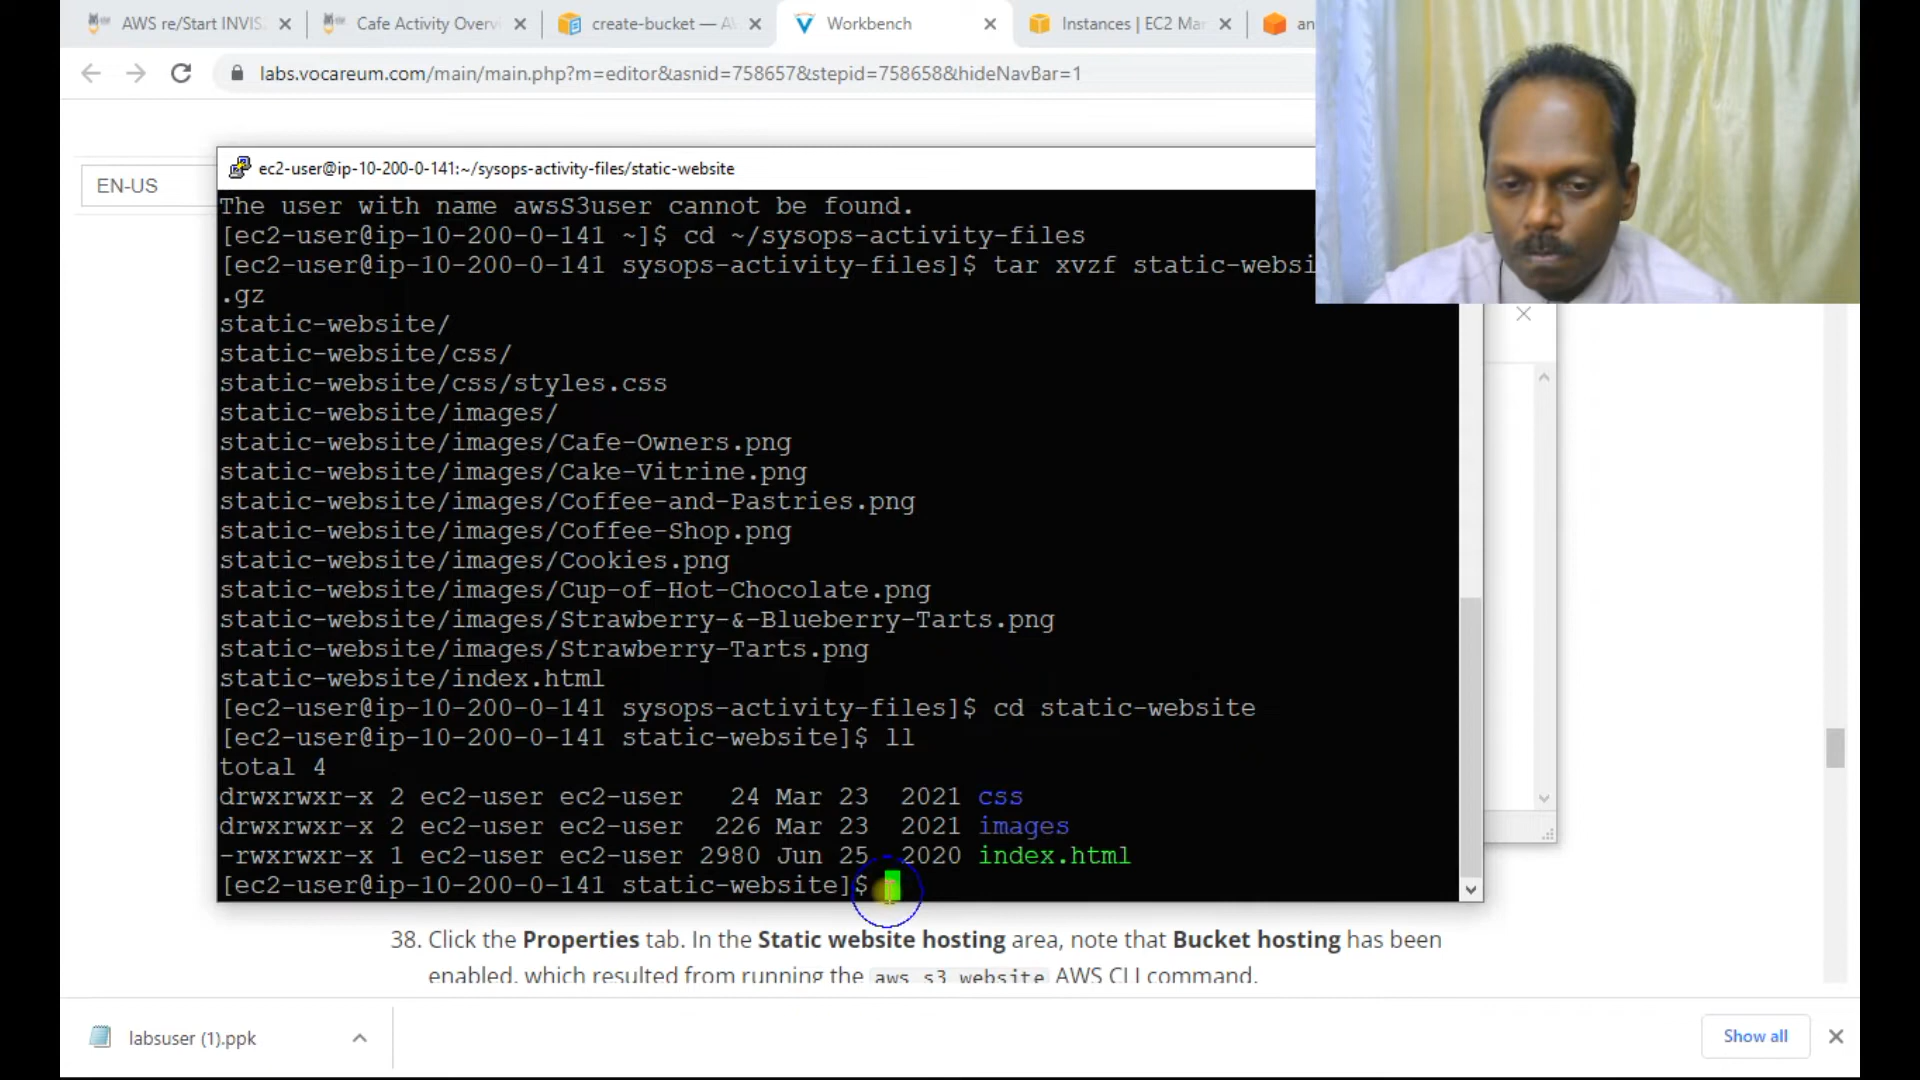 AWS re/Start INVIS
Cafe Activity Overvi
create-bucket — AV
Workbench
Instances | EC2 Mar
an
labs.vocareum.com/main/main.php?m=editor&asnid=758657&stepid=758658&hideNavBar=1
EN-US
ec2-user@ip-10-200-0-141:~/sysops-activity-files/static-website
The user with name awsS3user cannot be found.
[ec2-user@ip-10-200-0-141 ~]$ cd ~/sysops-activity-files
[ec2-user@ip-10-200-0-141 sysops-activity-files]$ tar xvzf static-websi
.gz
static-website/
static-website/css/
static-website/css/styles.css
static-website/images/
static-website/images/Cafe-Owners.png
static-website/images/Cake-Vitrine.png
static-website/images/Coffee-and-Pastries.png
static-website/images/Coffee-Shop.png
static-website/images/Cookies.png
static-website/images/Cup-of-Hot-Chocolate.png
static-website/images/Strawberry-&-Blueberry-Tarts.png
static-website/images/Strawberry-Tarts.png
static-website/index.html
[ec2-user@ip-10-200-0-141 sysops-activity-files]$ cd static-website
[ec2-user@ip-10-200-0-141 static-website]$ ll
total 4
drwxrwxr-x 2 ec2-user ec2-user   24 Mar 23  2021 css
drwxrwxr-x 2 ec2-user ec2-user  226 Mar 23  2021 images
-rwxrwxr-x 1 ec2-user ec2-user 2980 Jun 25  2020 index.html
[ec2-user@ip-10-200-0-141 static-website]$
38. Click the Properties tab. In the Static website hosting area, note that Bucket hosting has been
enabled, which resulted from running the aws s3 website AWS CLI command.
labsuser (1).ppk
Show all